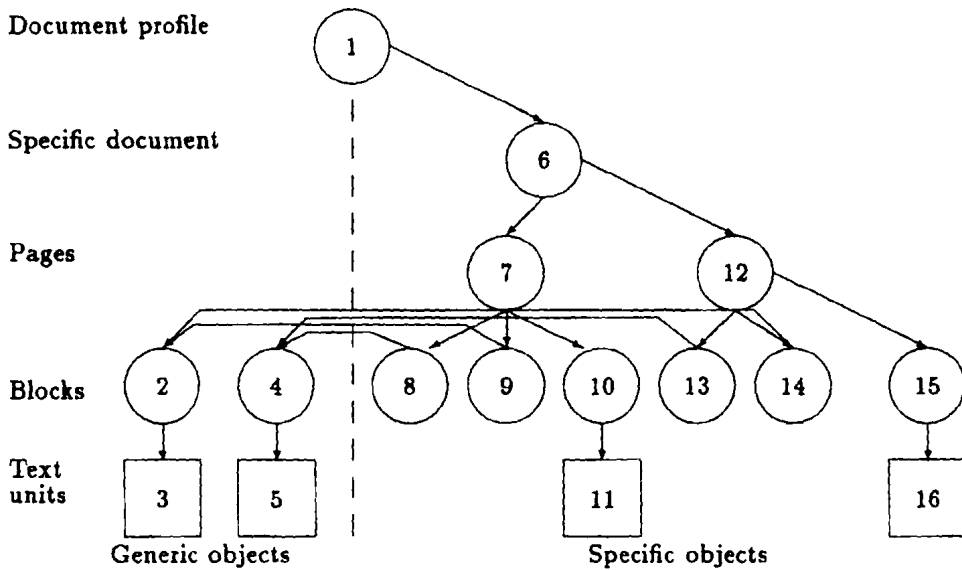 Document profile
1
Specific document
6
Pages
7 12
Blocks
2 4 8 9 10 13 14 15
Text
units
3 5 11 16
Generic objects Specific objects